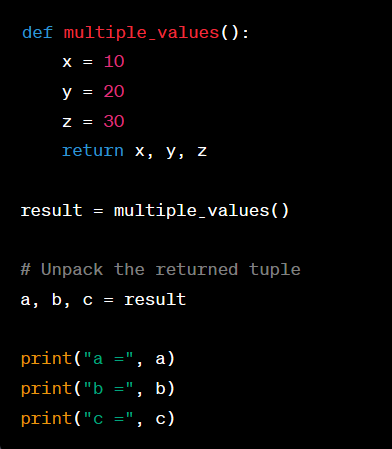 def multiple_values():
    x = 10
    y = 20
    z = 30
    return x, y, z

result = multiple_values()

# Unpack the returned tuple
a, b, c = result

print("a =", a)
print("b =", b)
print("c =", c)